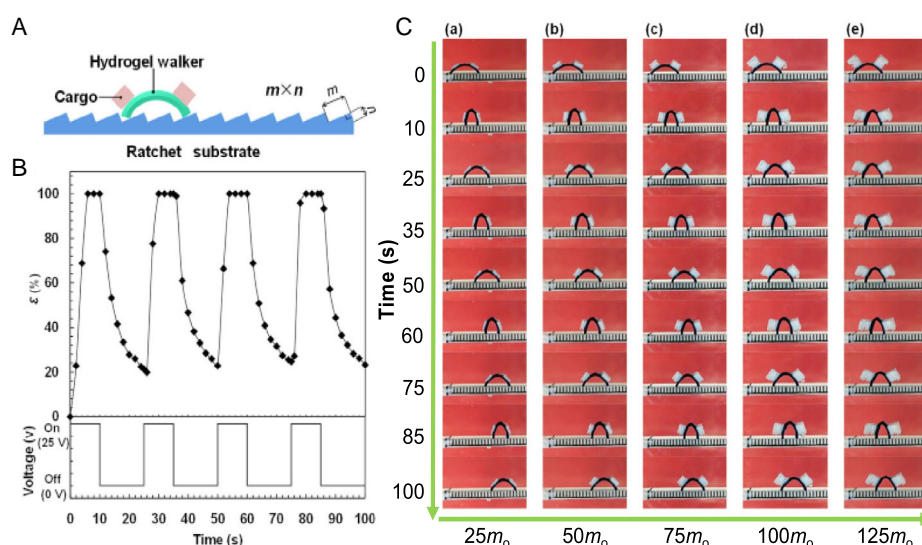 A
Hydrogel walker
Cargo
m×n
m
n
Ratchet substrate
B
ε (%)
100
80
60
40
20
0
Voltage (v)
On
(25 V)
Off
(0 V)
0 10 20 30 40 50 60 70 80 90 100
Time (s)
C
(a) (b) (c) (d) (e)
Time (s)
0
10
25
35
50
60
75
85
100
25m₀ 50m₀ 75m₀ 100m₀ 125m₀